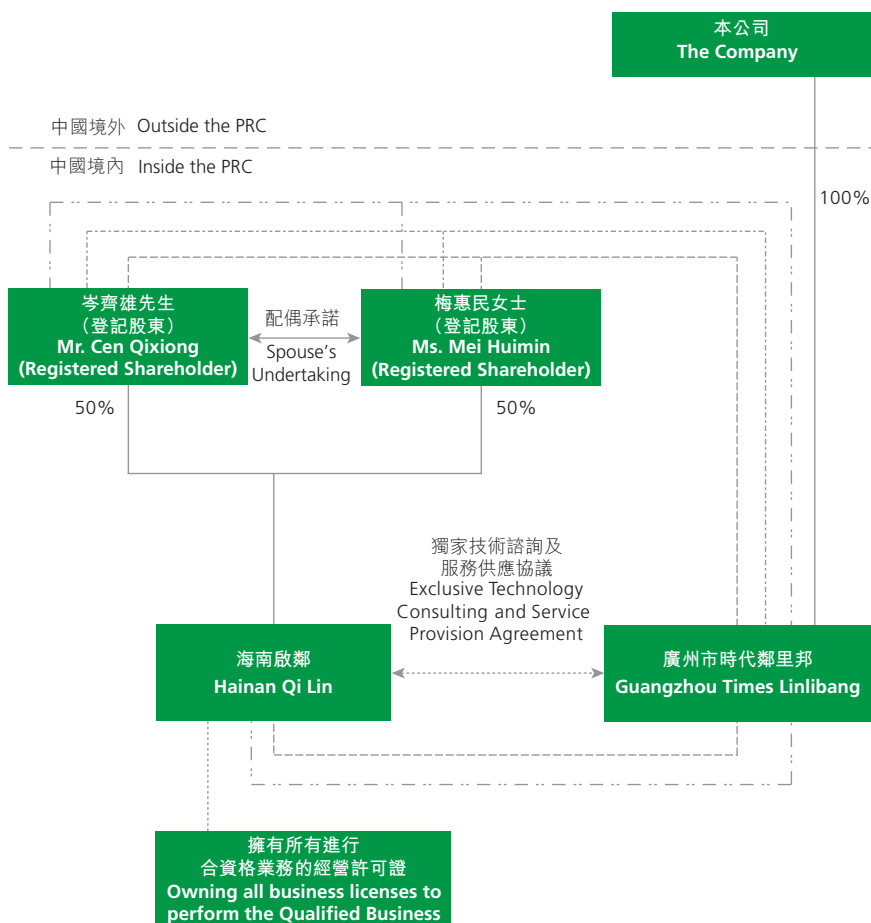 本公司
The Company
中國境外 Outside the PRC
中國境內 Inside the PRC
100%
岑齊雄先生
（登記股東）
Mr. Cen Qixiong
(Registered Shareholder)
配偶承諾
Spouse's
Undertaking
梅惠民女士
（登記股東）
Ms. Mei Huimin
(Registered Shareholder)
50%
50%
獨家技術諮詢及
服務供應協議
Exclusive Technology
Consulting and Service
Provision Agreement
海南啟鄰
Hainan Qi Lin
廣州市時代鄰里邦
Guangzhou Times Linlibang
擁有所有進行
合資格業務的經營許可證
Owning all business licenses to
perform the Qualified Business